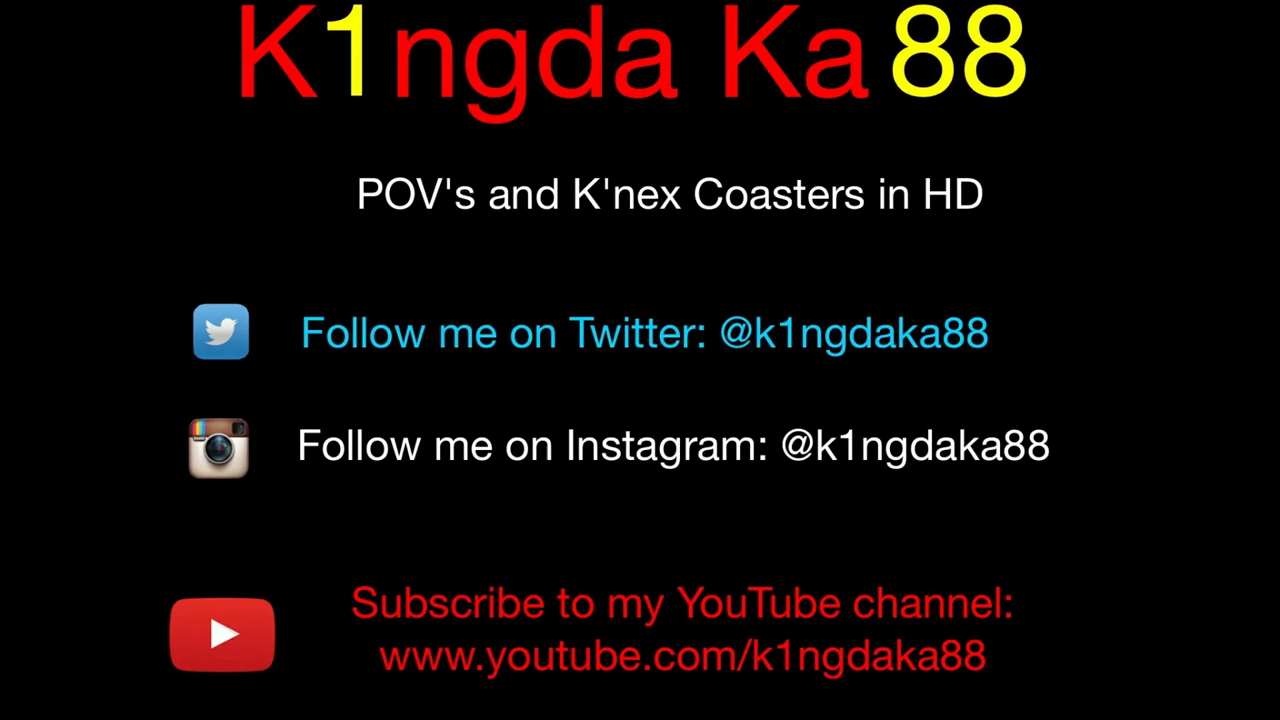 K1ngda Ka 88
POV's and K'nex Coasters in HD
Follow me on Twitter: @k1ngdaka88
Follow me on Instagram: @k1ngdaka88
Subscribe to my YouTube channel:
www.youtube.com/k1ngdaka88